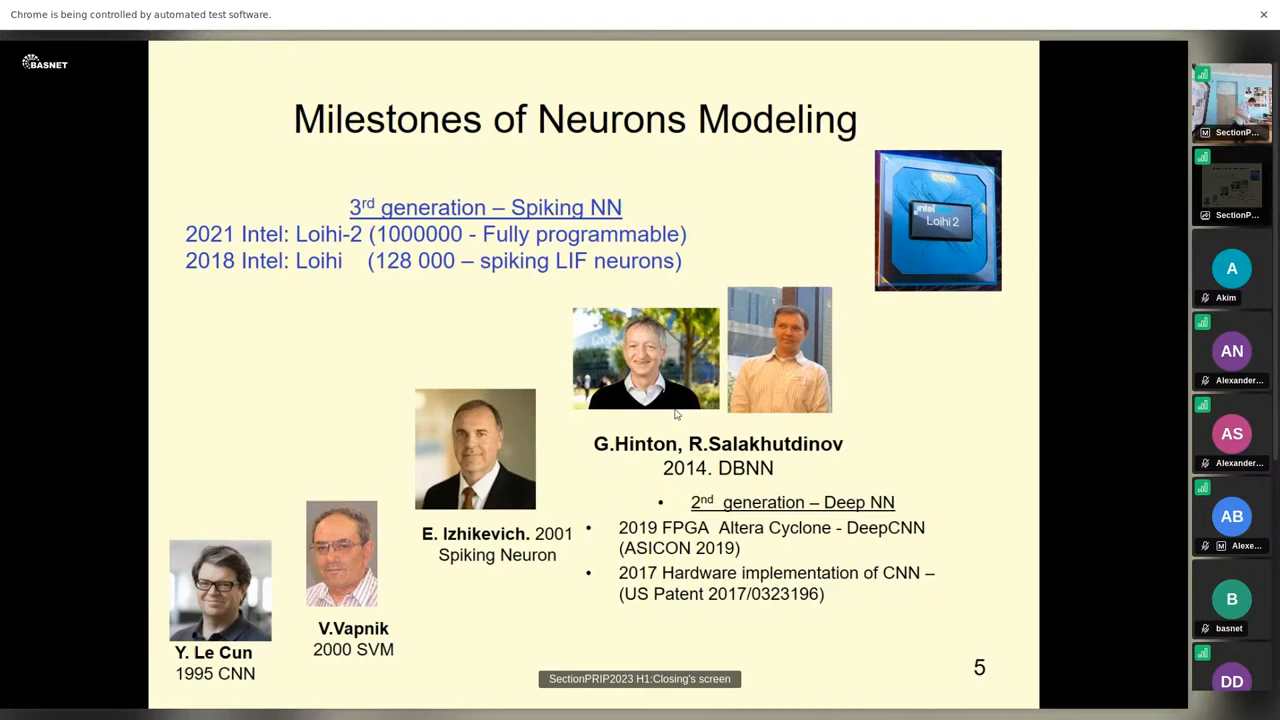 Chrome is being controlled by automated test software.
BASNET
Milestones of Neurons Modeling
3rd generation – Spiking NN
2021 Intel: Loihi-2 (1000000 - Fully programmable)
2018 Intel: Loihi (128 000 – spiking LIF neurons)
intel
Loihi 2
G.Hinton, R.Salakhutdinov
2014. DBNN
• 2nd generation – Deep NN
• 2019 FPGA Altera Cyclone - DeepCNN
(ASICON 2019)
• 2017 Hardware implementation of CNN –
(US Patent 2017/0323196)
E. Izhikevich. 2001
Spiking Neuron
V.Vapnik
2000 SVM
Y. Le Cun
1995 CNN
5
SectionPRIP2023 H1:Closing's screen
M SectionP...
SectionP...
A
Akim
AN
Alexander...
AS
Alexander...
AB
M Alexe...
B
basnet
DD